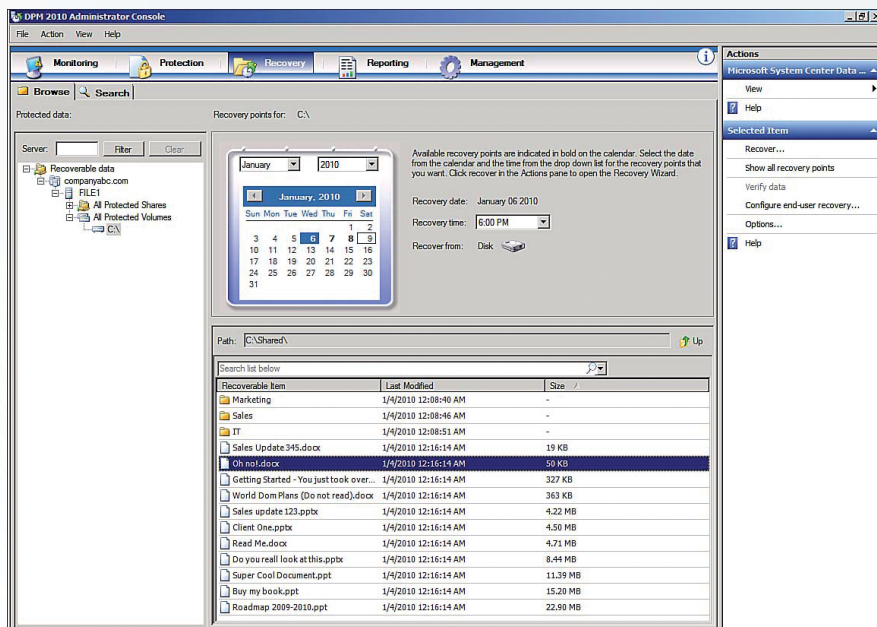 DPM 2010 Administrator Console
File Action View Help
Monitoring Protection Recovery Reporting Management
Browse Search
Protected data:
Server: Filter Clear
Recoverable data
companyabc.com
FILE1
All Protected Shares
All Protected Volumes
C:\
Recovery points for: C:\
January 2010
January, 2010
Sun Mon Tue Wed Thu Fri Sat
1 2
3 4 5 6 7 8 9
10 11 12 13 14 15 16
17 18 19 20 21 22 23
24 25 26 27 28 29 30
31
Available recovery points are indicated in bold on the calendar. Select the date
from the calendar and the time from the drop down list for the recovery points that
you want. Click recover in the Actions pane to open the Recovery Wizard.
Recovery date: January 06 2010
Recovery time: 6:00 PM
Recover from: Disk
Path: C:\Shared\ Up
Search list below
Recoverable Item Last Modified Size
Marketing 1/4/2010 12:08:40 AM -
Sales 1/4/2010 12:08:46 AM -
IT 1/4/2010 12:08:51 AM -
Sales Update 345.docx 1/4/2010 12:16:14 AM 19 KB
Oh no!.docx 1/4/2010 12:16:14 AM 50 KB
Getting Started - You just took over... 1/4/2010 12:16:14 AM 327 KB
World Dom Plans (Do not read).docx 1/4/2010 12:16:14 AM 363 KB
Sales update 123.pptx 1/4/2010 12:16:14 AM 4.22 MB
Client One.pptx 1/4/2010 12:16:14 AM 4.50 MB
Read Me.docx 1/4/2010 12:16:14 AM 4.71 MB
Do you reall look at this.pptx 1/4/2010 12:16:14 AM 8.44 MB
Super Cool Document.ppt 1/4/2010 12:16:14 AM 11.39 MB
Buy my book.ppt 1/4/2010 12:16:14 AM 15.20 MB
Roadmap 2009-2010.ppt 1/4/2010 12:16:14 AM 22.90 MB
Actions
Microsoft System Center Data ...
View
Help
Selected Item
Recover...
Show all recovery points
Verify data
Configure end-user recovery...
Options...
Help